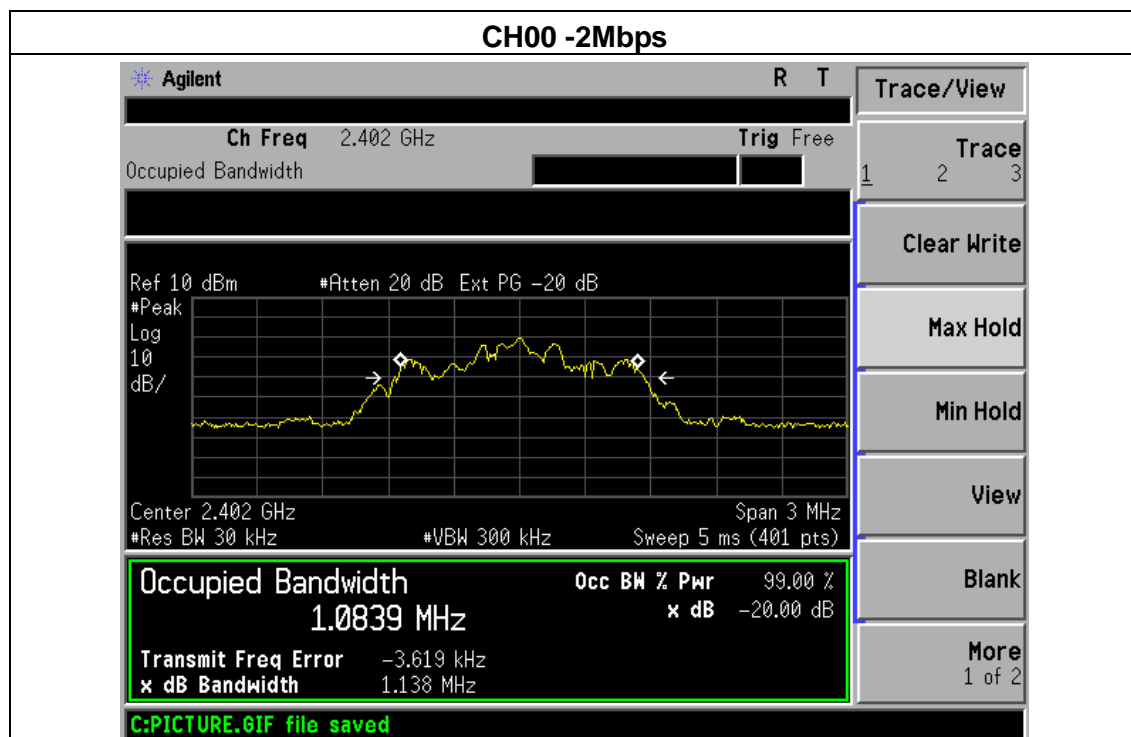 CH00 -2Mbps
Agilent R T
Trace/View
Ch Freq 2.402 GHz Trig Free
Occupied Bandwidth
Trace
1 2 3
Clear Write
Ref 10 dBm #Atten 20 dB Ext PG -20 dB
#Peak
Log
10
dB/
Max Hold
Min Hold
View
Center 2.402 GHz Span 3 MHz
#Res BW 30 kHz #VBW 300 kHz Sweep 5 ms (401 pts)
Occupied Bandwidth Occ BW % Pwr 99.00 %
1.0839 MHz x dB -20.00 dB
Blank
Transmit Freq Error -3.619 kHz
x dB Bandwidth 1.138 MHz
More
1 of 2
C:PICTURE.GIF file saved